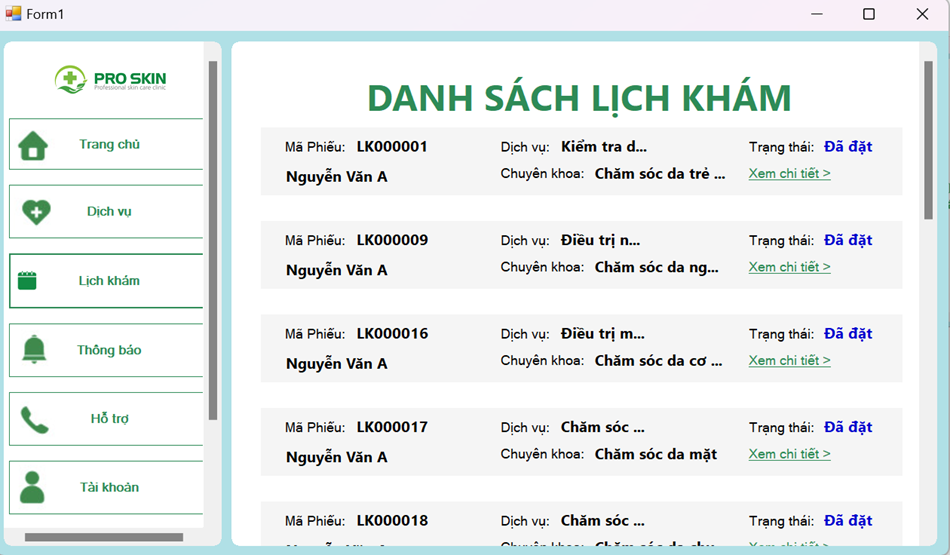 Form1
PRO SKIN
Professional skin care clinic
Trang chủ
Dịch vụ
Lịch khám
Thông báo
Hỗ trợ
Tài khoản
DANH SÁCH LỊCH KHÁM
Mã Phiếu: LK000001 Dịch vụ: Kiểm tra d... Trạng thái: Đã đặt
Nguyễn Văn A Chuyên khoa: Chăm sóc da trẻ ... Xem chi tiết >
Mã Phiếu: LK000009 Dịch vụ: Điều trị n... Trạng thái: Đã đặt
Nguyễn Văn A Chuyên khoa: Chăm sóc da ng... Xem chi tiết >
Mã Phiếu: LK000016 Dịch vụ: Điều trị m... Trạng thái: Đã đặt
Nguyễn Văn A Chuyên khoa: Chăm sóc da cơ ... Xem chi tiết >
Mã Phiếu: LK000017 Dịch vụ: Chăm sóc ... Trạng thái: Đã đặt
Nguyễn Văn A Chuyên khoa: Chăm sóc da mặt Xem chi tiết >
Mã Phiếu: LK000018 Dịch vụ: Chăm sóc ... Trạng thái: Đã đặt